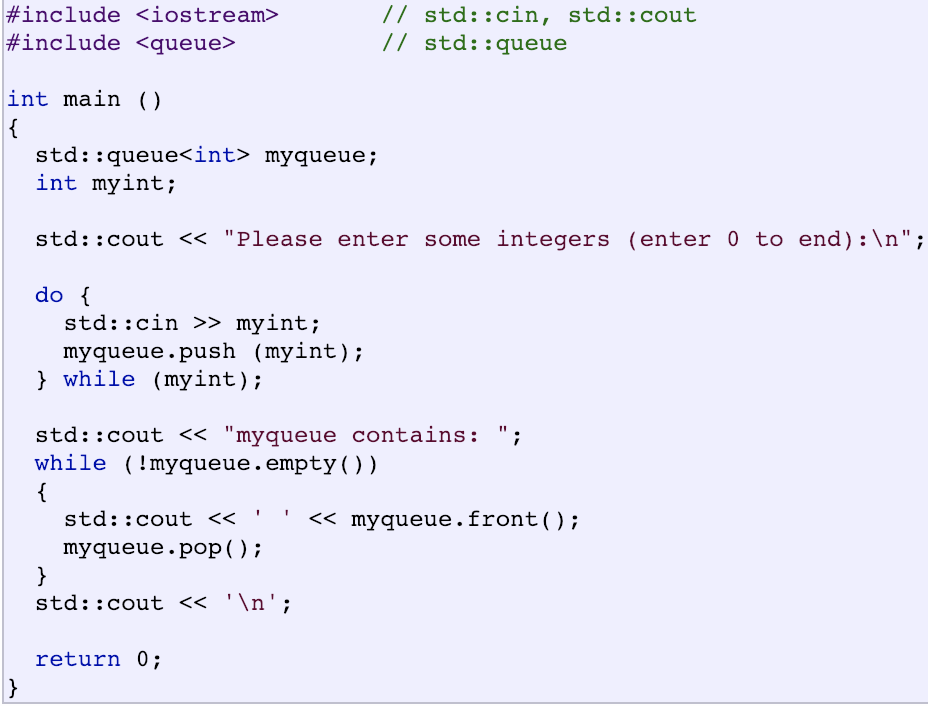 #include <iostream>       // std::cin, std::cout
#include <queue>          // std::queue

int main ()
{
  std::queue<int> myqueue;
  int myint;

  std::cout << "Please enter some integers (enter 0 to end):\n";

  do {
    std::cin >> myint;
    myqueue.push (myint);
  } while (myint);

  std::cout << "myqueue contains: ";
  while (!myqueue.empty())
  {
    std::cout << ' ' << myqueue.front();
    myqueue.pop();
  }
  std::cout << '\n';

  return 0;
}